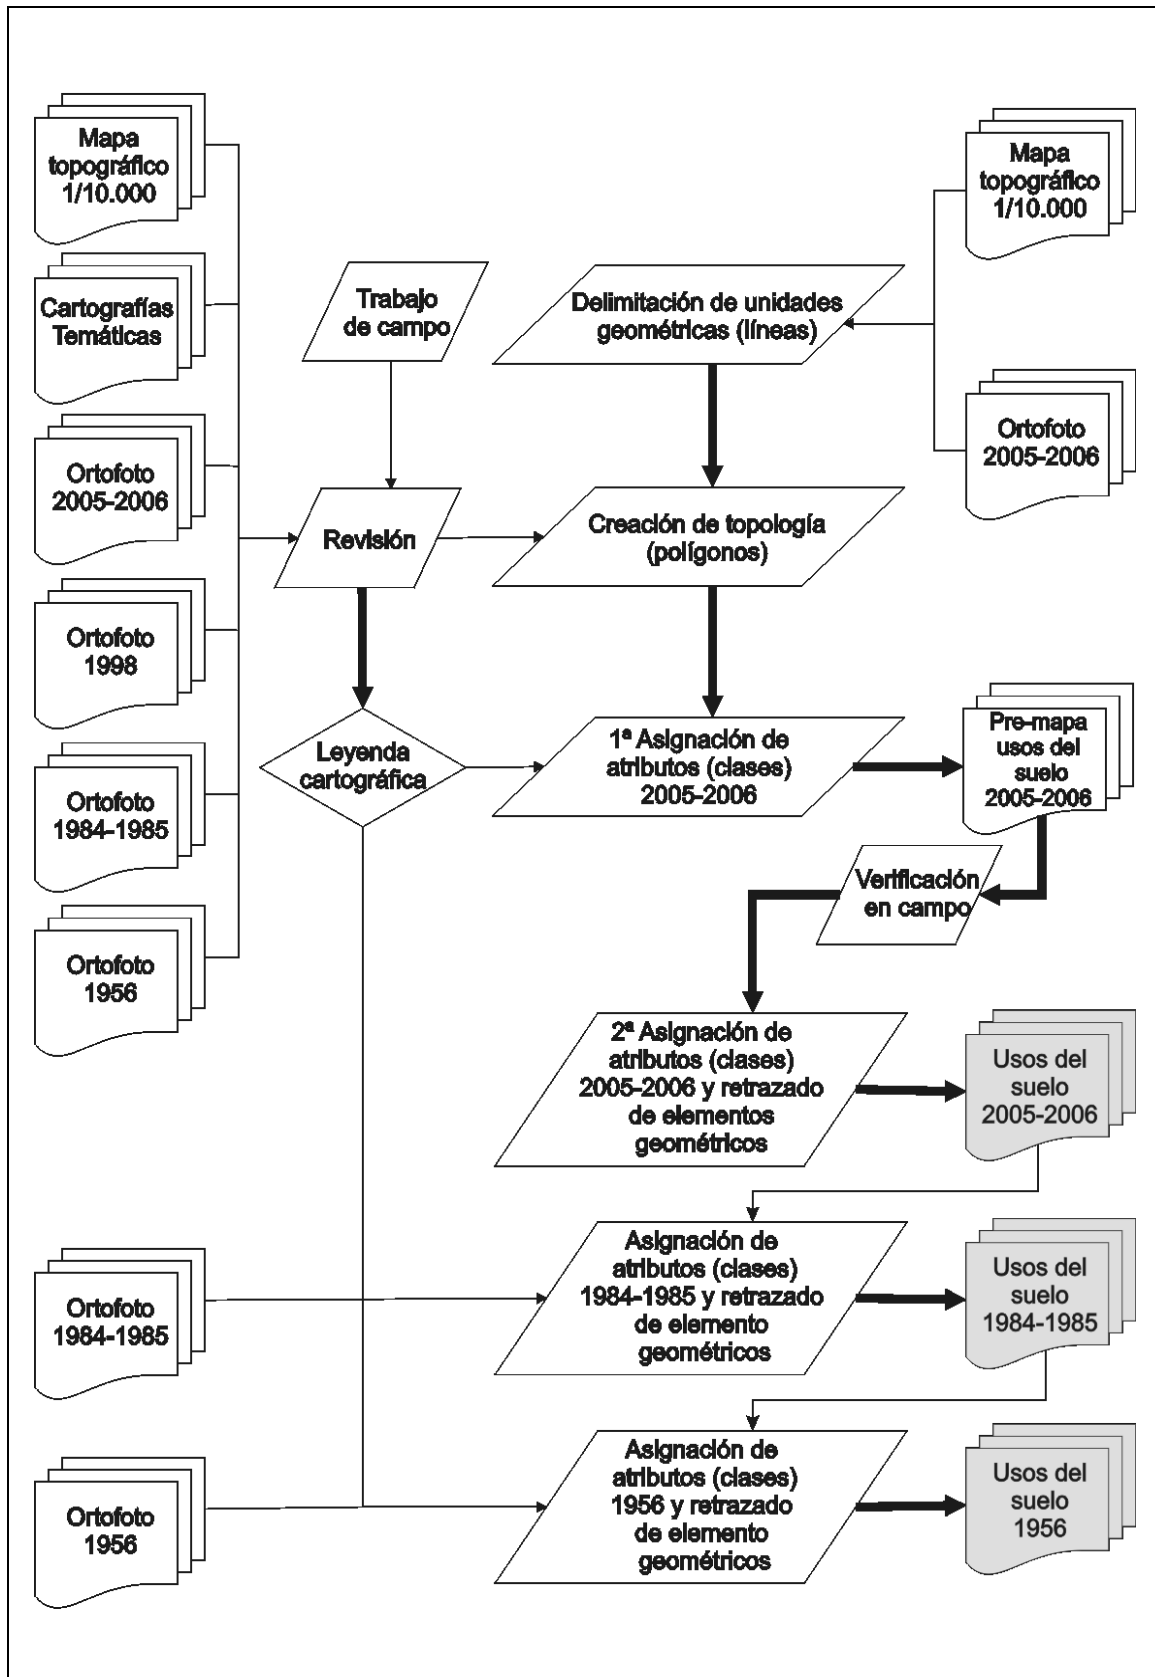 Mapa
topográfico
1/10.000
Cartografías
Temáticas
Ortofoto
2005-2006
Ortofoto
1998
Ortofoto
1984-1985
Ortofoto
1956
Trabajo
de campo
Revisión
Leyenda
cartográfica
Delimitación de unidades
geométricas (líneas)
Mapa
topográfico
1/10.000
Ortofoto
2005-2006
Creación de topología
(polígonos)
1ª Asignación de
atributos (clases)
2005-2006
Pre-mapa
usos del
suelo
2005-2006
Verificación
en campo
2ª Asignación de
atributos (clases)
2005-2006 y retrazado
de elementos
geométricos
Usos del
suelo
2005-2006
Ortofoto
1984-1985
Asignación de
atributos (clases)
1984-1985 y retrazado
de elemento
geométricos
Usos del
suelo
1984-1985
Ortofoto
1956
Asignación de
atributos (clases)
1956 y retrazado
de elemento
geométricos
Usos del
suelo
1956